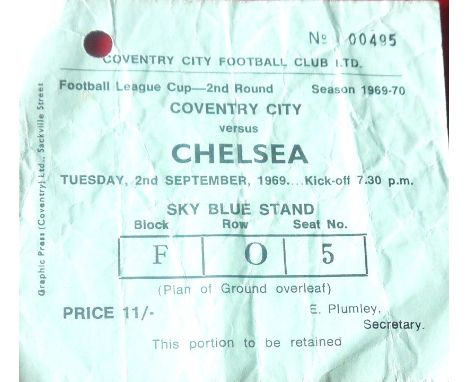 No 00495
COVENTRY CITY FOOTBALL CLUB LTD.
Football League Cup—2nd Round Season 1969-70
COVENTRY CITY
versus
CHELSEA
TUESDAY, 2nd SEPTEMBER, 1969....Kick-off 7.30 p.m.
SKY BLUE STAND
Block Row Seat No.
F O 5
(Plan of Ground overleaf)
PRICE 11/- E. Plumley,
Secretary.
This portion to be retained
Graphic Press (Coventry) Ltd., Sackville Street